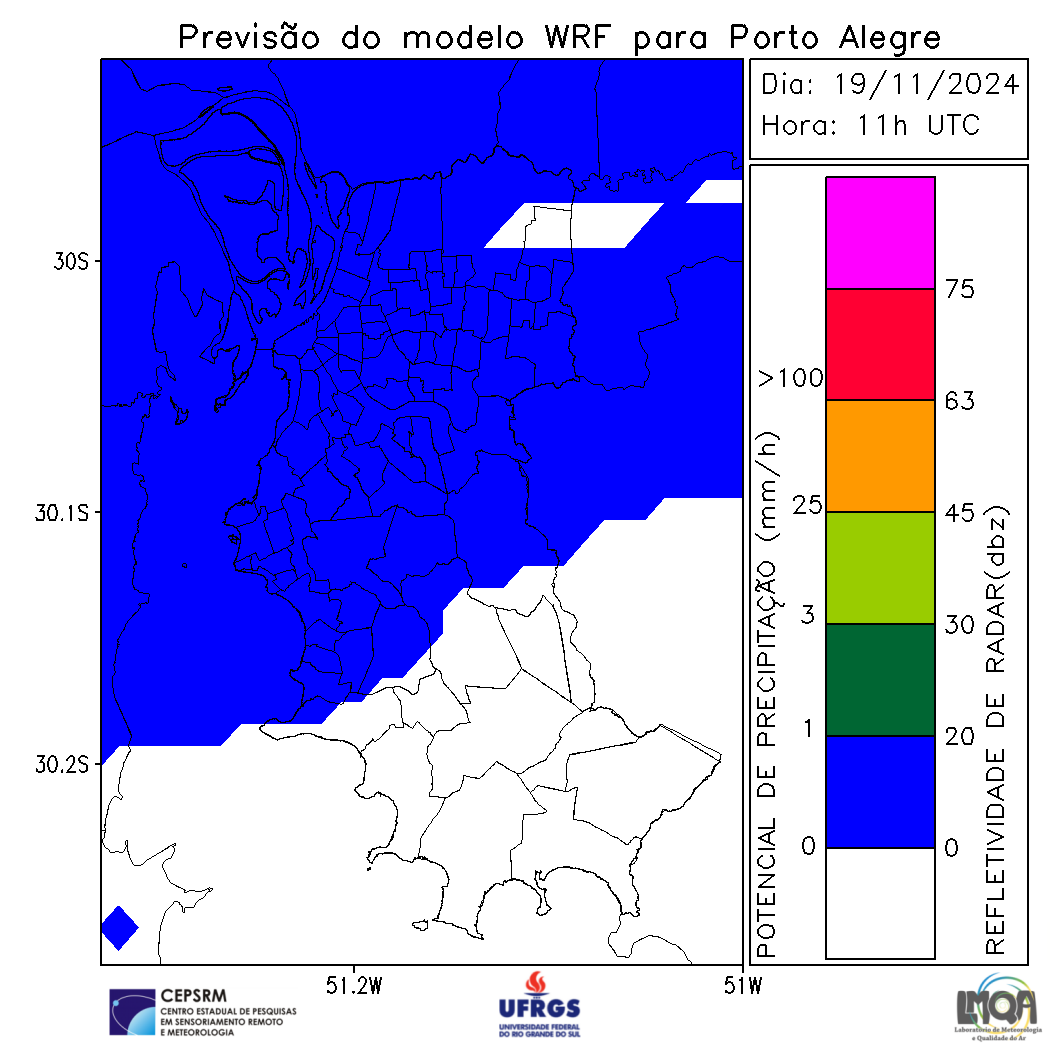 Previsão do modelo WRF para Porto Alegre
Dia: 19/11/2024
Hora: 11h UTC
30S
30.1S
30.2S
51.2W
51W
POTENCIAL DE PRECIPITAÇÃO (mm/h)
>100
25
3
1
0
75
63
45
30
20
0
REFLETIVIDADE DE RADAR(dbz)
CEPSRM
CENTRO ESTADUAL DE PESQUISAS
EM SENSORIAMENTO REMOTO
E METEOROLOGIA
UFRGS
UNIVERSIDADE FEDERAL
DO RIO GRANDE DO SUL
LMQA
Laboratório de Meteorologia
e Qualidade do Ar